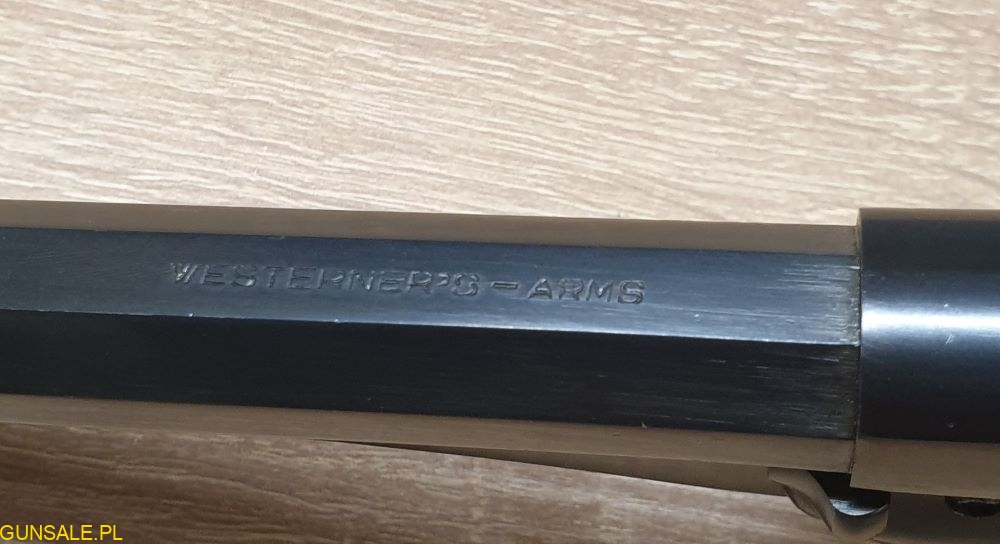 WESTERNER'S – ARMS
GUNSALE.PL